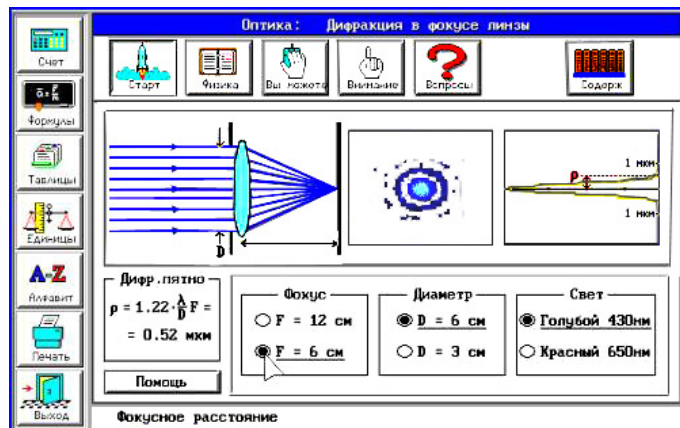 Оптика: Дифракция в фокусе линзы
Счет
Формулы
Таблицы
Единицы
A-Z
Алфавит
Печать
Выход
Старт
Физика
Вы можете
Внимание
Вопросы
Содерж
D
ρ
1 мкм
1 мкм
Дифр.пятно
ρ = 1.22·λ/D F =
= 0.52 мкм
Помощь
Фокус
F = 12 см
F = 6 см
Диаметр
D = 6 см
D = 3 см
Свет
Голубой 430нм
Красный 650нм
Фокусное расстояние